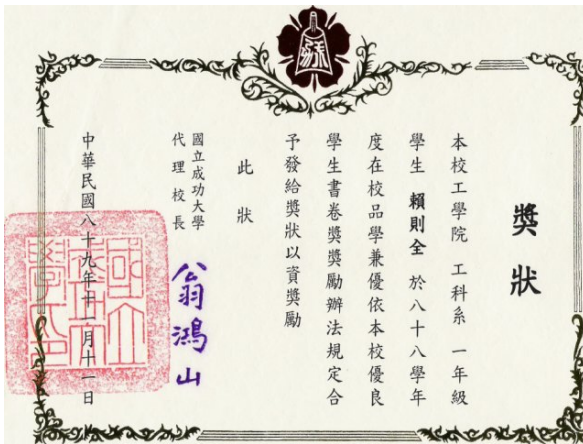 獎狀
本校工學院 工科系 一年級
學生 賴則全 於八十八學年
度在校品學兼優依本校優良
學生書卷獎獎勵辦法規定合
予發給獎狀以資獎勵
此狀
國立成功大學
代理校長
翁鴻山
中華民國八十九年十一月十一日